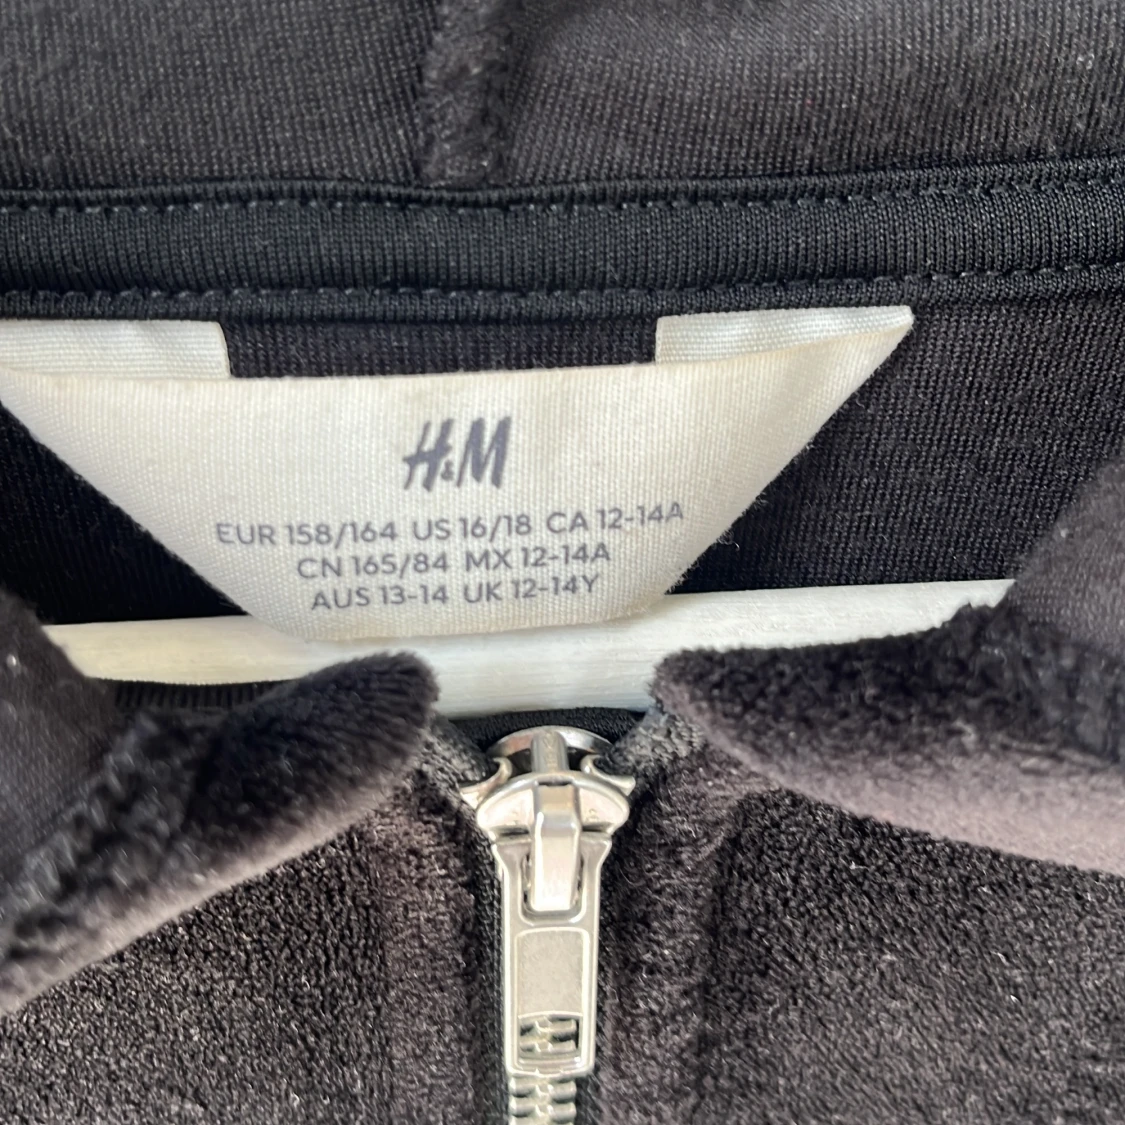 H&M
EUR 158/164 US 16/18 CA 12-14A
CN 165/84 MX 12-14A
AUS 13-14 UK 12-14Y